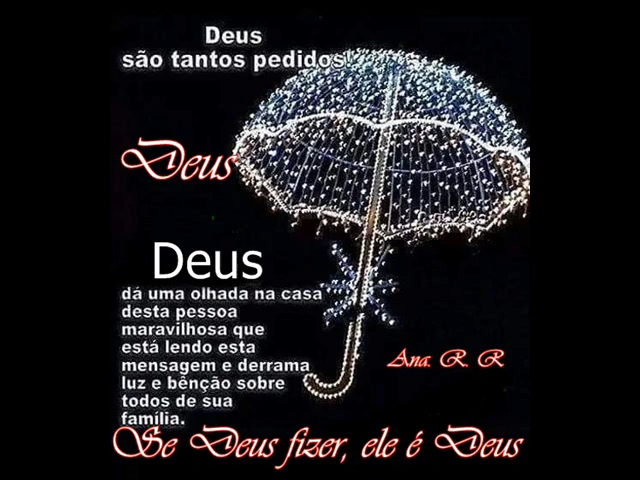 Deus
são tantos pedidos!
Deus
Deus
dá uma olhada na casa
desta pessoa
maravilhosa que
está lendo esta
mensagem e derrama
luz e bênção sobre
todos de sua
família.
Ana. R. R
Se Deus fizer, ele é Deus